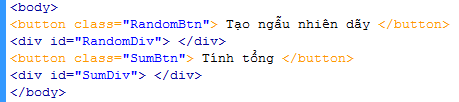 <body>
<button class="RandomBtn"> Tạo ngẫu nhiên dãy </button>
<div id="RandomDiv"> </div>
<button class="SumBtn"> Tính tổng </button>
<div id="SumDiv"> </div>
</body>